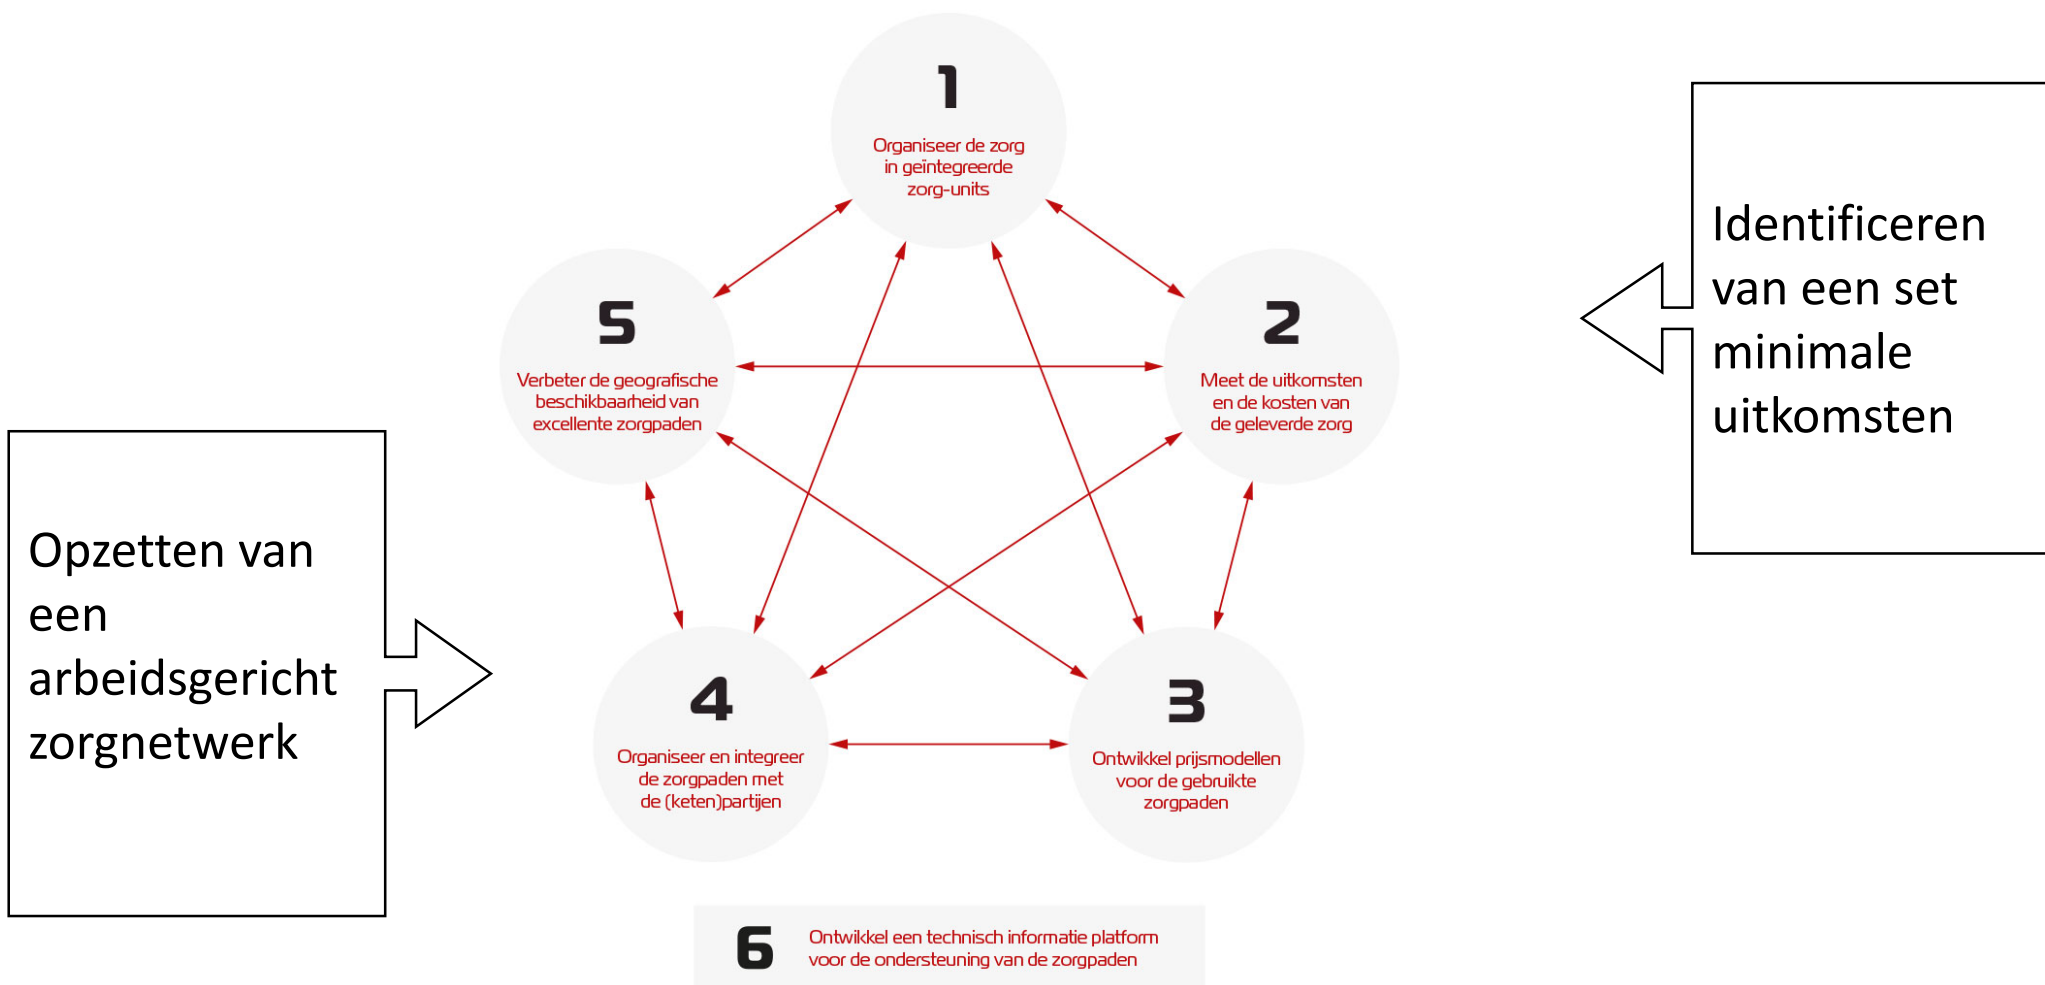 1
Organiseer de zorg
in geïntegreerde
zorg-units
2
Meet de uitkomsten
en de kosten van
de geleverde zorg
3
Ontwikkel prijsmodellen
voor de gebruikte
zorgpaden
4
Organiseer en integreer
de zorgpaden met
de (keten)partijen
5
Verbeter de geografische
beschikbaarheid van
excellente zorgpaden
6
Ontwikkel een technisch informatie platform
voor de ondersteuning van de zorgpaden
Opzetten van
een
arbeidsgericht
zorgnetwerk
Identificeren
van een set
minimale
uitkomsten